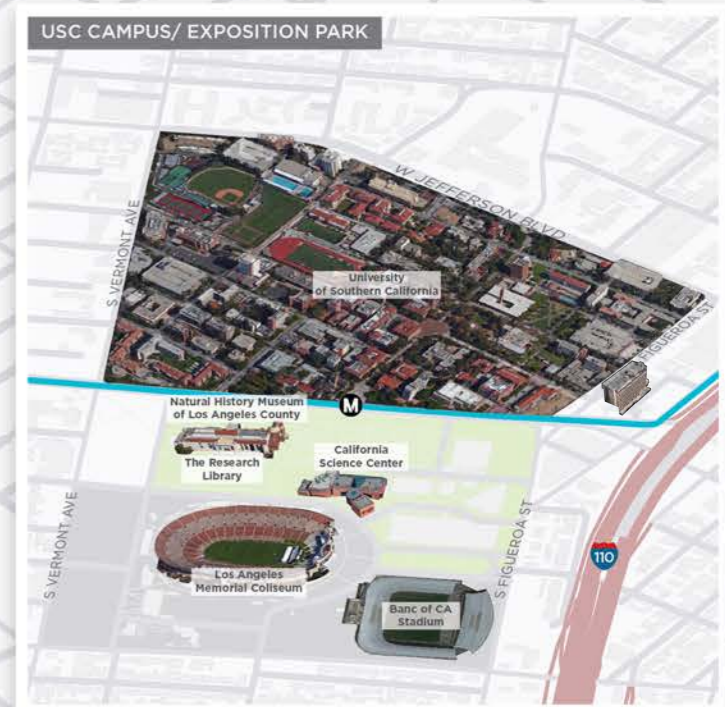 USC CAMPUS/ EXPOSITION PARK
W JEFFERSON BLVD
S VERMONT AVE
University
of Southern California
FIGUEROA ST
Natural History Museum
of Los Angeles County
M
The Research
Library
California
Science Center
S VERMONT AVE
S FIGUEROA ST
110
Los Angeles
Memorial Coliseum
Banc of CA
Stadium